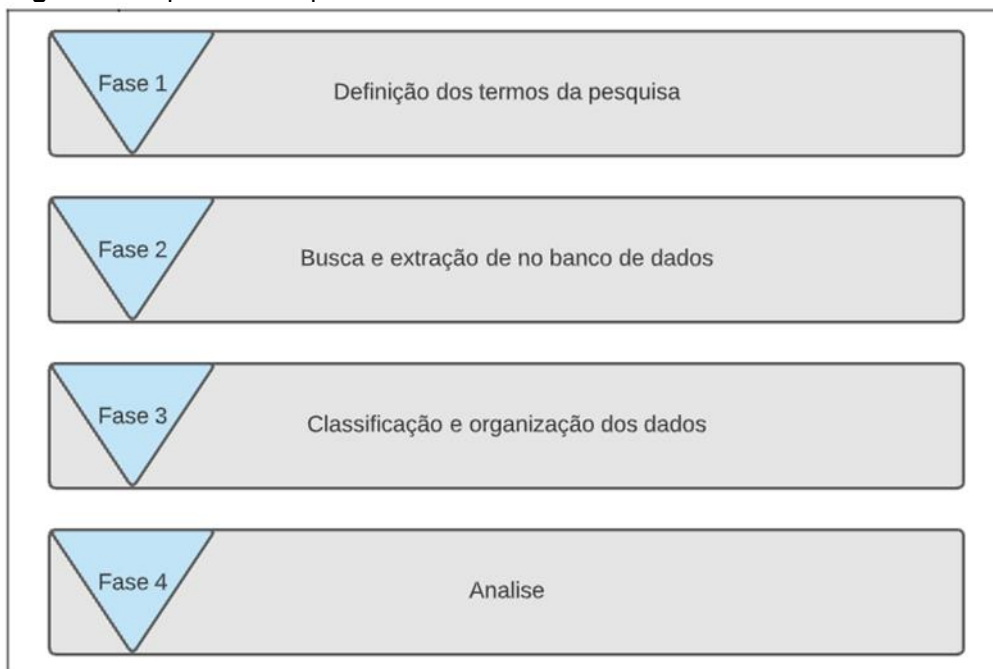 Fase 1
Definição dos termos da pesquisa
Fase 2
Busca e extração de no banco de dados
Fase 3
Classificação e organização dos dados
Fase 4
Analise